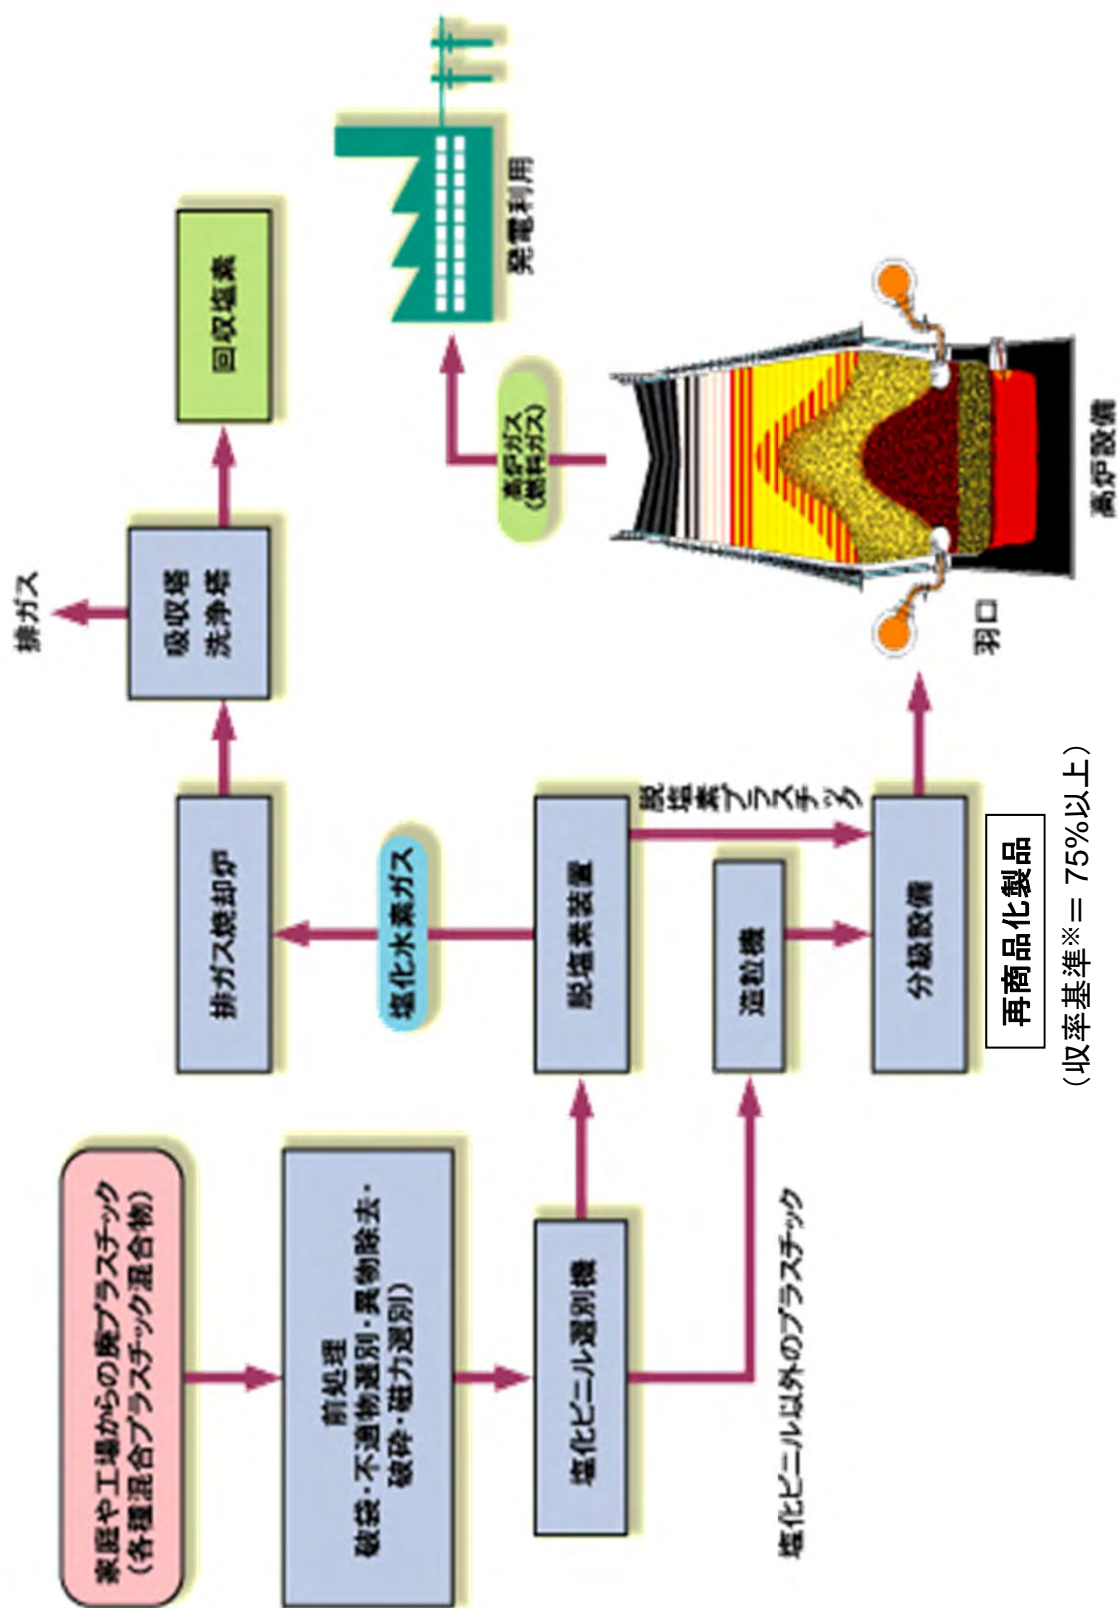 家庭や工場からの廃プラスチック
（各種混合プラスチック混合物）
前処理
破袋・不適物選別・異物除去・
破砕・磁力選別）
塩化ビニル選別機
塩化ビニル以外のプラスチック
排ガス焼却炉
塩化水素ガス
脱塩素装置
脱塩素プラスチック
造粒機
分級設備
再商品化製品
（収率基準※＝ 75%以上）
排ガス
吸収塔
洗浄塔
回収塩素
高炉ガス
（燃料ガス）
発電利用
羽口
高炉設備